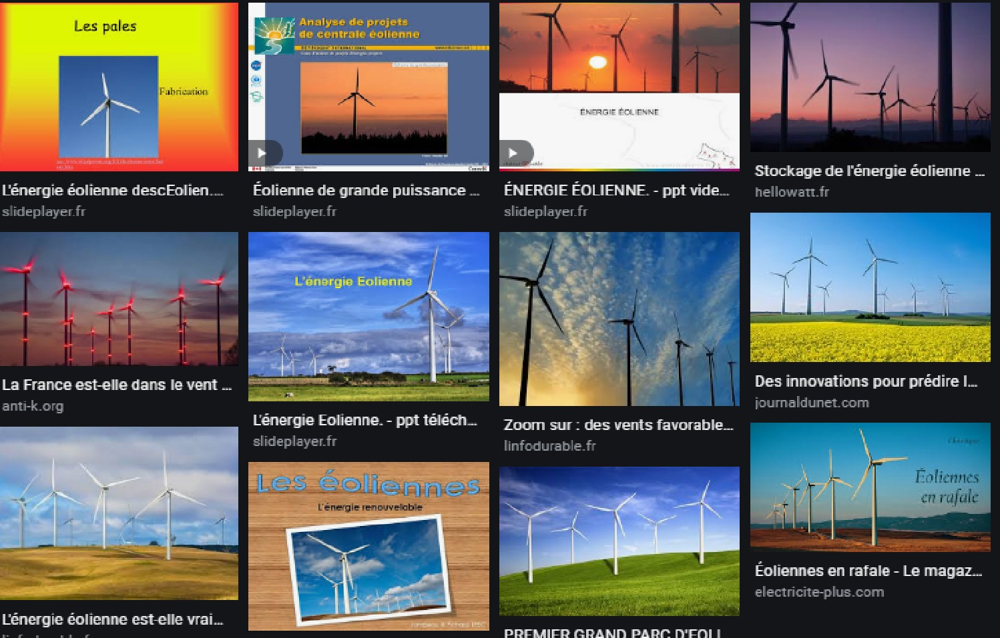 Les pales
Fabrication
L'énergie éolienne descEolien....
slideplayer.fr
La France est-elle dans le vent ...
anti-k.org
L'énergie éolienne est-elle vrai...
Analyse de projets
de centrale éolienne
Éolienne de grande puissance ...
slideplayer.fr
L'énergie Eolienne
L'énergie Eolienne. - ppt téléch...
slideplayer.fr
Les éoliennes
L'énergie renouvelable
ÉNERGIE ÉOLIENNE
ÉNERGIE ÉOLIENNE. - ppt vide...
slideplayer.fr
Zoom sur : des vents favorable...
linfodurable.fr
PREMIER GRAND PARC D'EOLI
Stockage de l'énergie éolienne ...
hellowatt.fr
Des innovations pour prédire l...
journaldunet.com
Chronique
Éoliennes
en rafale
Éoliennes en rafale - Le magaz...
electricite-plus.com